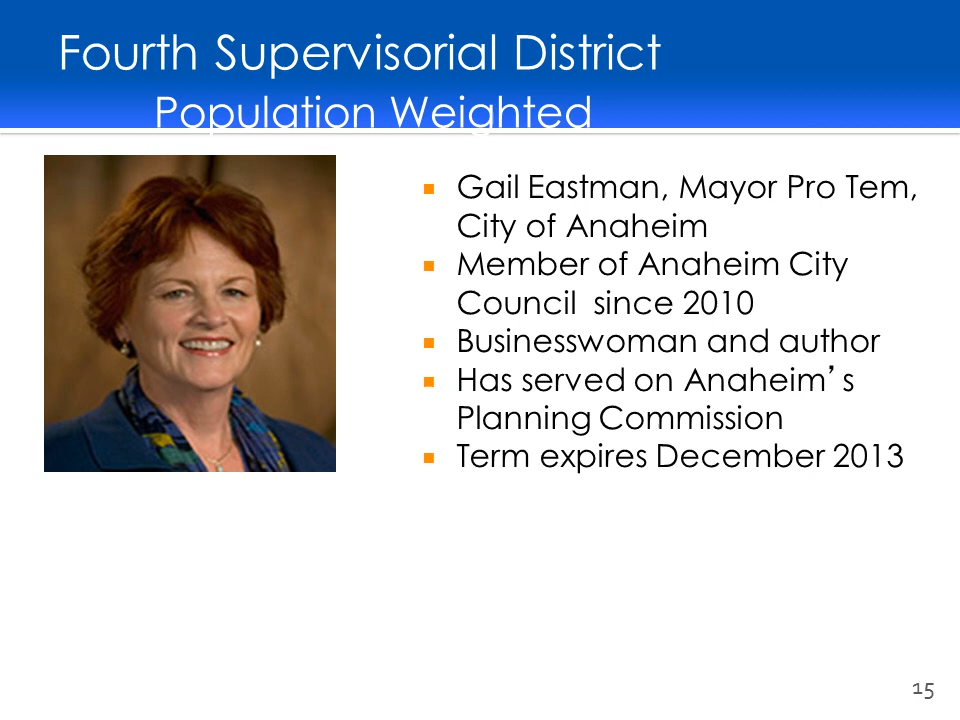 Fourth Supervisorial District
Population Weighted
▪ Gail Eastman, Mayor Pro Tem,
City of Anaheim
▪ Member of Anaheim City
Council  since 2010
▪ Businesswoman and author
▪ Has served on Anaheim’s
Planning Commission
▪ Term expires December 2013
15